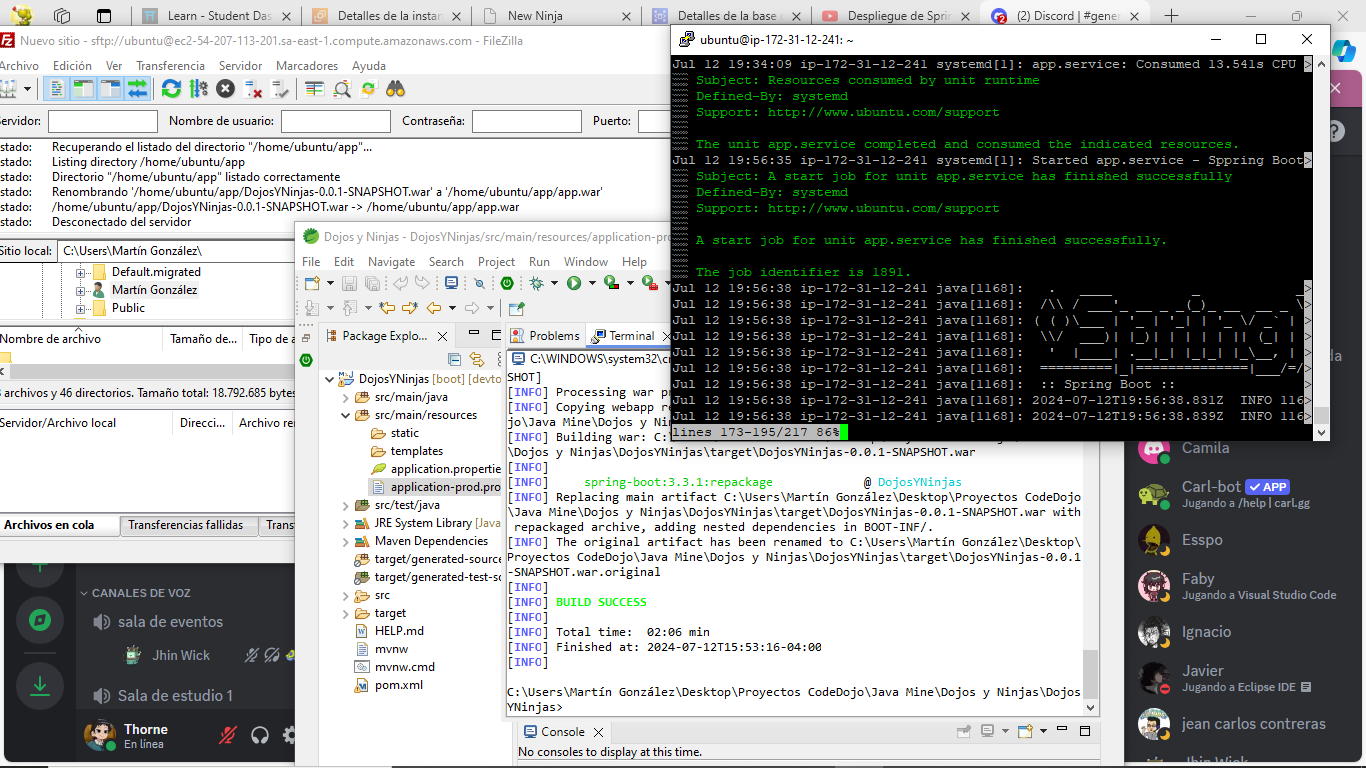 Learn - Student Das
Detalles de la instan
New Ninja
Detalles de la base d
Despliegue de Sprin
(2) Discord | #gener
Nuevo sitio - sftp://ubuntu@ec2-54-207-113-201.sa-east-1.compute.amazonaws.com - FileZilla
Archivo Edición Ver Transferencia Servidor Marcadores Ayuda
Servidor: Nombre de usuario: Contraseña: Puerto:
stado: Recuperando el listado del directorio "/home/ubuntu/app"...
stado: Listing directory /home/ubuntu/app
stado: Directorio "/home/ubuntu/app" listado correctamente
stado: Renombrando '/home/ubuntu/app/DojosYNinjas-0.0.1-SNAPSHOT.war' a '/home/ubuntu/app/app.war'
stado: /home/ubuntu/app/DojosYNinjas-0.0.1-SNAPSHOT.war -> /home/ubuntu/app/app.war
stado: Desconectado del servidor
Sitio local: C:\Users\Martín González\
Default.migrated
Martín González
Public
Nombre de archivo Tamaño de... Tipo de a
archivos y 46 directorios. Tamaño total: 18.792.685 bytes
Servidor/Archivo local Direcci... Archivo re
Archivos en cola Transferencias fallidas Trans
CANALES DE VOZ
sala de eventos
Jhin Wick
Sala de estudio 1
Thorne
En línea
Dojos y Ninjas - DojosYNinjas/src/main/resources/application-pro
File Edit Navigate Search Project Run Window Help
Package Explo...
DojosYNinjas [boot] [devto
src/main/java
src/main/resources
static
templates
application.propertie
application-prod.pro
src/test/java
JRE System Library [Java
Maven Dependencies
target/generated-source
target/generated-test-so
src
target
HELP.md
mvnw
mvnw.cmd
pom.xml
Problems Terminal
C:\WINDOWS\system32\c
SHOT]
[INFO] Processing war pr
[INFO] Copying webapp re
jo\Java Mine\Dojos y Nin
[INFO] Building war: C:
\Dojos y Ninjas\DojosYNinjas\target\DojosYNinjas-0.0.1-SNAPSHOT.war
[INFO]
[INFO] spring-boot:3.3.1:repackage @ DojosYNinjas
[INFO] Replacing main artifact C:\Users\Martín González\Desktop\Proyectos CodeDojo
\Java Mine\Dojos y Ninjas\DojosYNinjas\target\DojosYNinjas-0.0.1-SNAPSHOT.war with
repackaged archive, adding nested dependencies in BOOT-INF/.
[INFO] The original artifact has been renamed to C:\Users\Martín González\Desktop\
Proyectos CodeDojo\Java Mine\Dojos y Ninjas\DojosYNinjas\target\DojosYNinjas-0.0.1
-SNAPSHOT.war.original
[INFO]
[INFO] BUILD SUCCESS
[INFO]
[INFO] Total time: 02:06 min
[INFO] Finished at: 2024-07-12T15:53:16-04:00
[INFO]
C:\Users\Martín González\Desktop\Proyectos CodeDojo\Java Mine\Dojos y Ninjas\Dojos
YNinjas>
Console
No consoles to display at this time.
ubuntu@ip-172-31-12-241: ~
Jul 12 19:34:09 ip-172-31-12-241 systemd[1]: app.service: Consumed 13.541s CPU >
Subject: Resources consumed by unit runtime
Defined-By: systemd
Support: http://www.ubuntu.com/support
The unit app.service completed and consumed the indicated resources.
Jul 12 19:56:35 ip-172-31-12-241 systemd[1]: Started app.service - Sppring Boot>
Subject: A start job for unit app.service has finished successfully
Defined-By: systemd
Support: http://www.ubuntu.com/support
A start job for unit app.service has finished successfully.
The job identifier is 1891.
Jul 12 19:56:38 ip-172-31-12-241 java[1168]:
Jul 12 19:56:38 ip-172-31-12-241 java[1168]:
Jul 12 19:56:38 ip-172-31-12-241 java[1168]: Spring
Jul 12 19:56:38 ip-172-31-12-241 java[1168]:
Jul 12 19:56:38 ip-172-31-12-241 java[1168]:
Jul 12 19:56:38 ip-172-31-12-241 java[1168]:
Jul 12 19:56:38 ip-172-31-12-241 java[1168]: :: Spring Boot :: >
Jul 12 19:56:38 ip-172-31-12-241 java[1168]: 2024-07-12T19:56:38.831Z INFO 116>
Jul 12 19:56:38 ip-172-31-12-241 java[1168]: 2024-07-12T19:56:38.839Z INFO 116>
lines 173-195/217 86%
Camila
Carl-bot APP
Jugando a /help | carl.gg
Esspo
Faby
Jugando a Visual Studio Code
Ignacio
Javier
Jugando a Eclipse IDE
jean carlos contreras
Jhin Wick